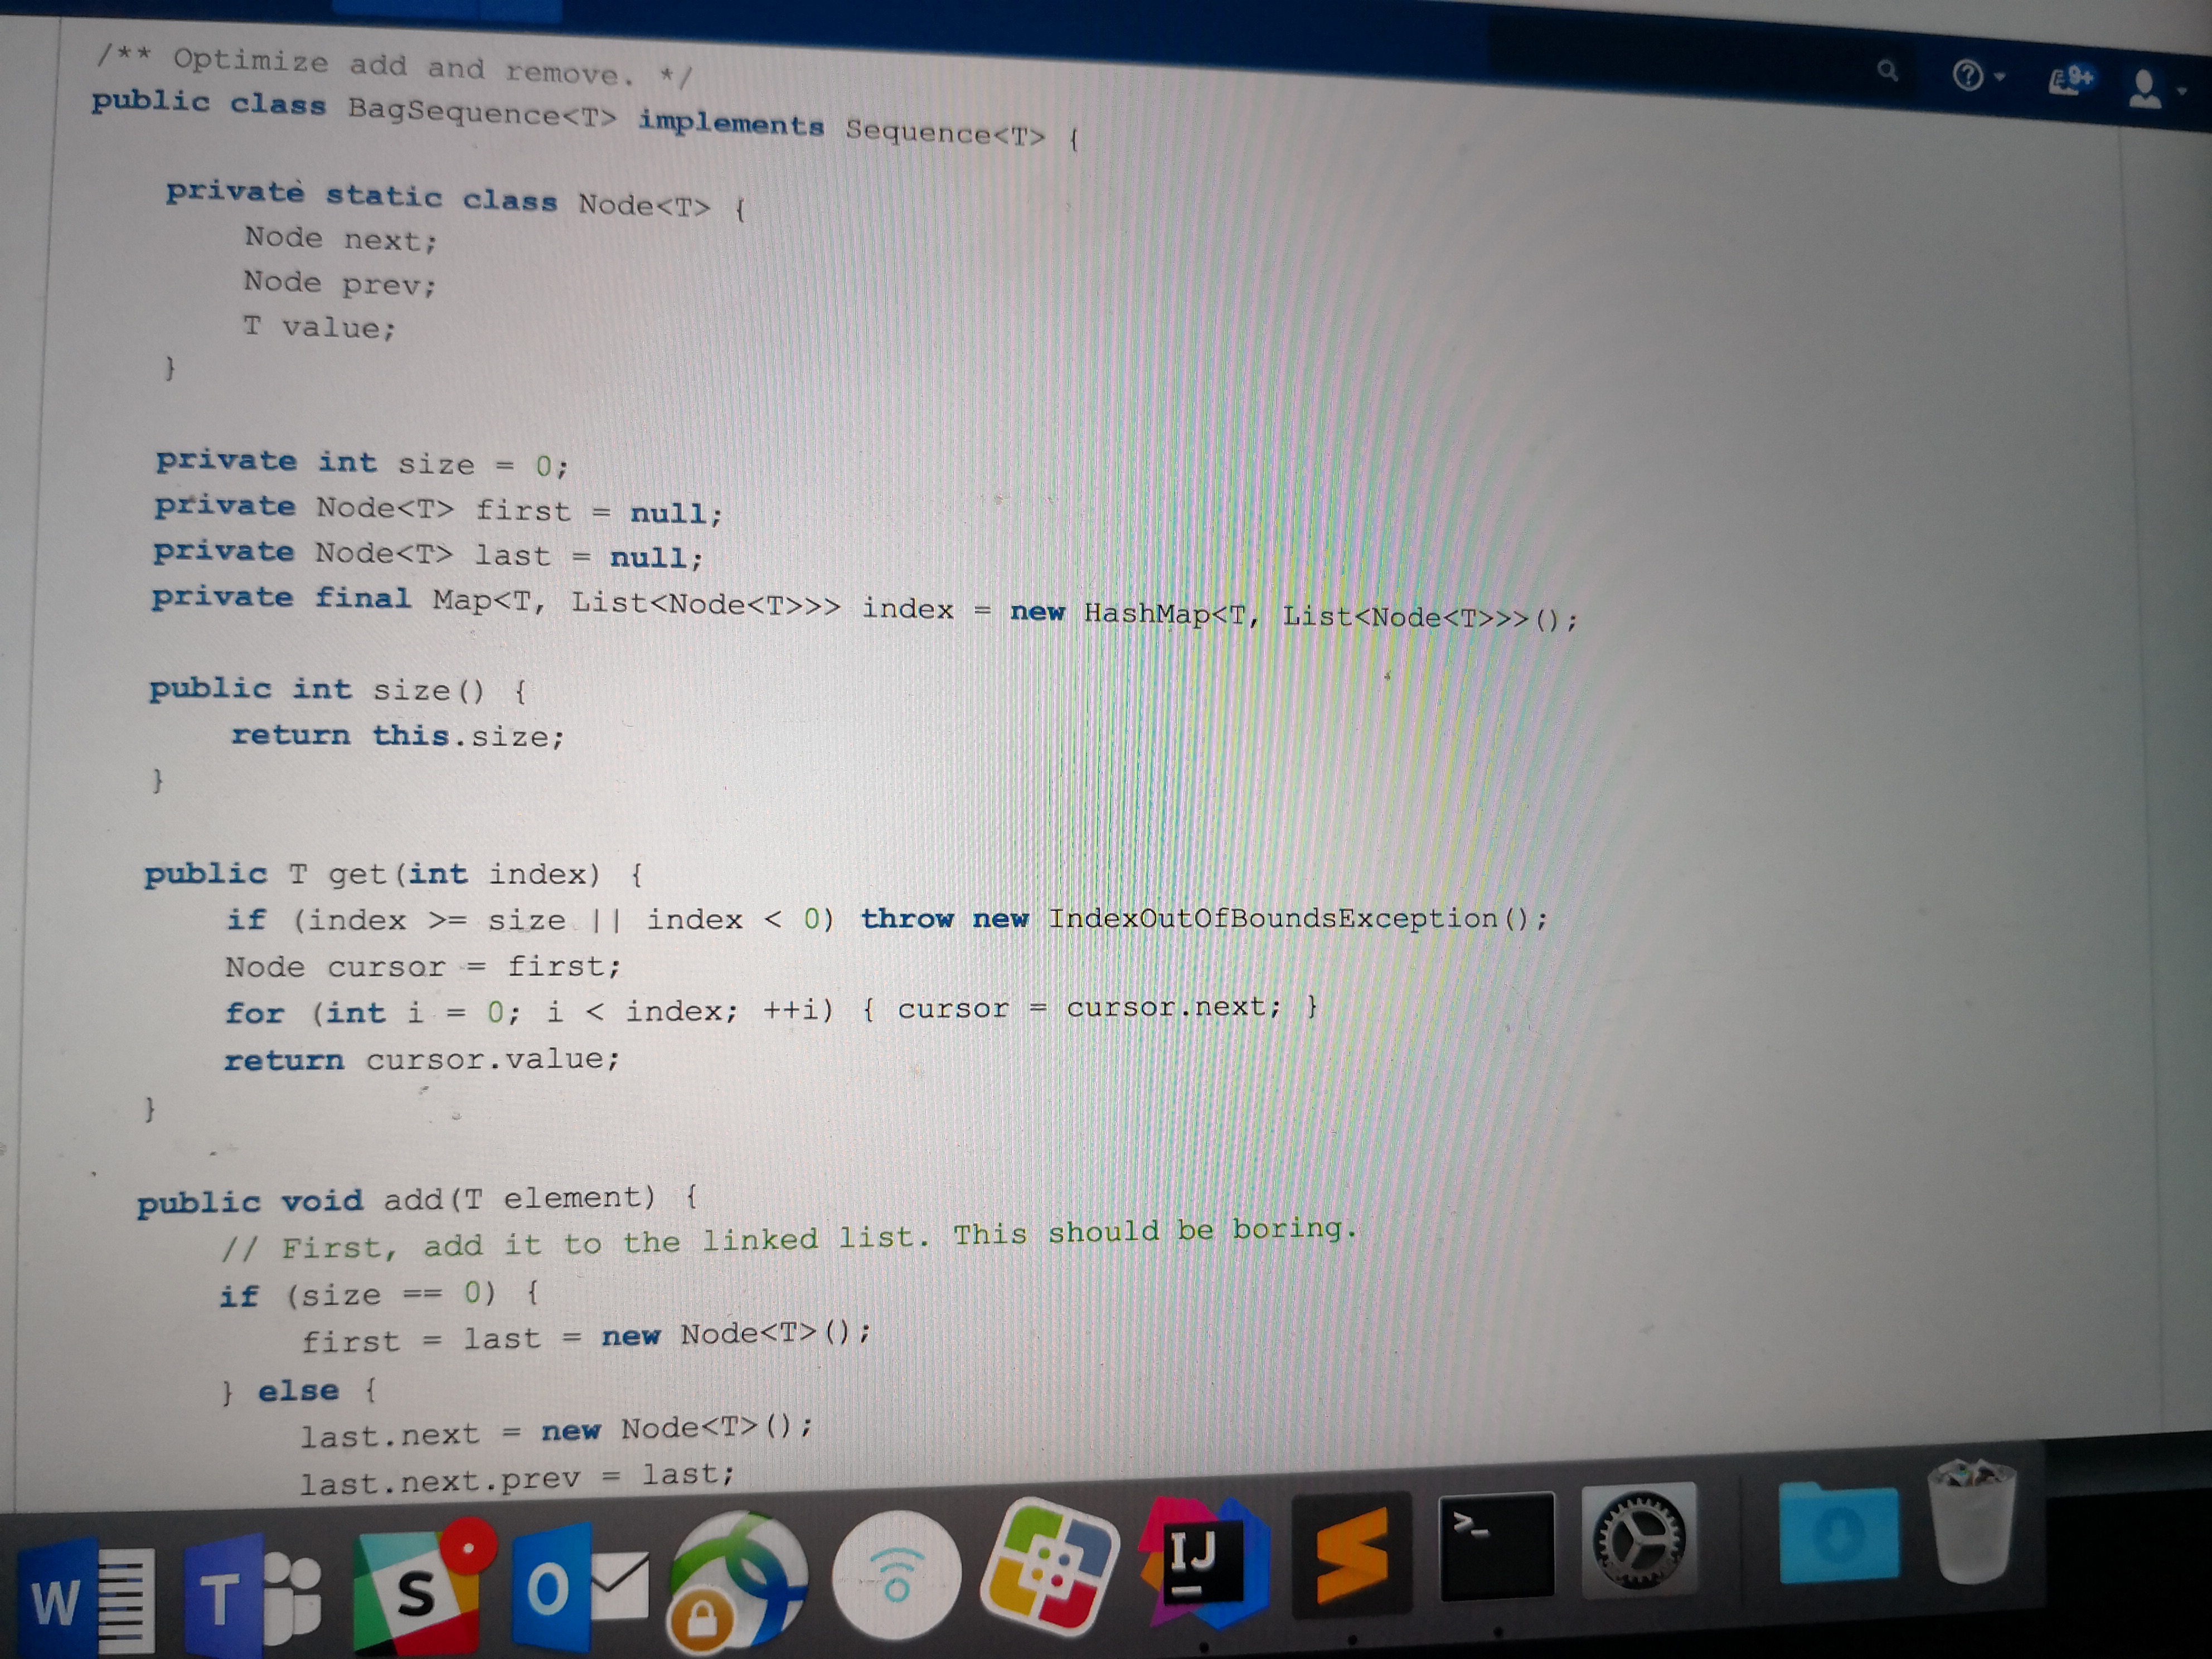 9+
/** Optimize add and remove. */
public class BagSequence<T> implements Sequence<T> {
private static class Node<T> {
Node next;
Node prev;
T value;
}
private int size = 0;
private Node<T> first = null;
private Node<T> last = null;
private final Map<T, List<Node<T>>> index = new HashMap<T, List<Node<T>>>();
public int size() {
return this.size;
}
public T get(int index) {
if (index >= size || index < 0) throw new IndexOutOfBoundsException();
Node cursor = first;
for (int i = 0; i < index; ++i) { cursor = cursor.next; }
return cursor.value;
}
public void add(T element) {
// First, add it to the linked list. This should be boring.
if (size == 0) {
first = last = new Node<T>();
} else {
last.next = new Node<T>();
last.next.prev = last;
W T S O IJ >_